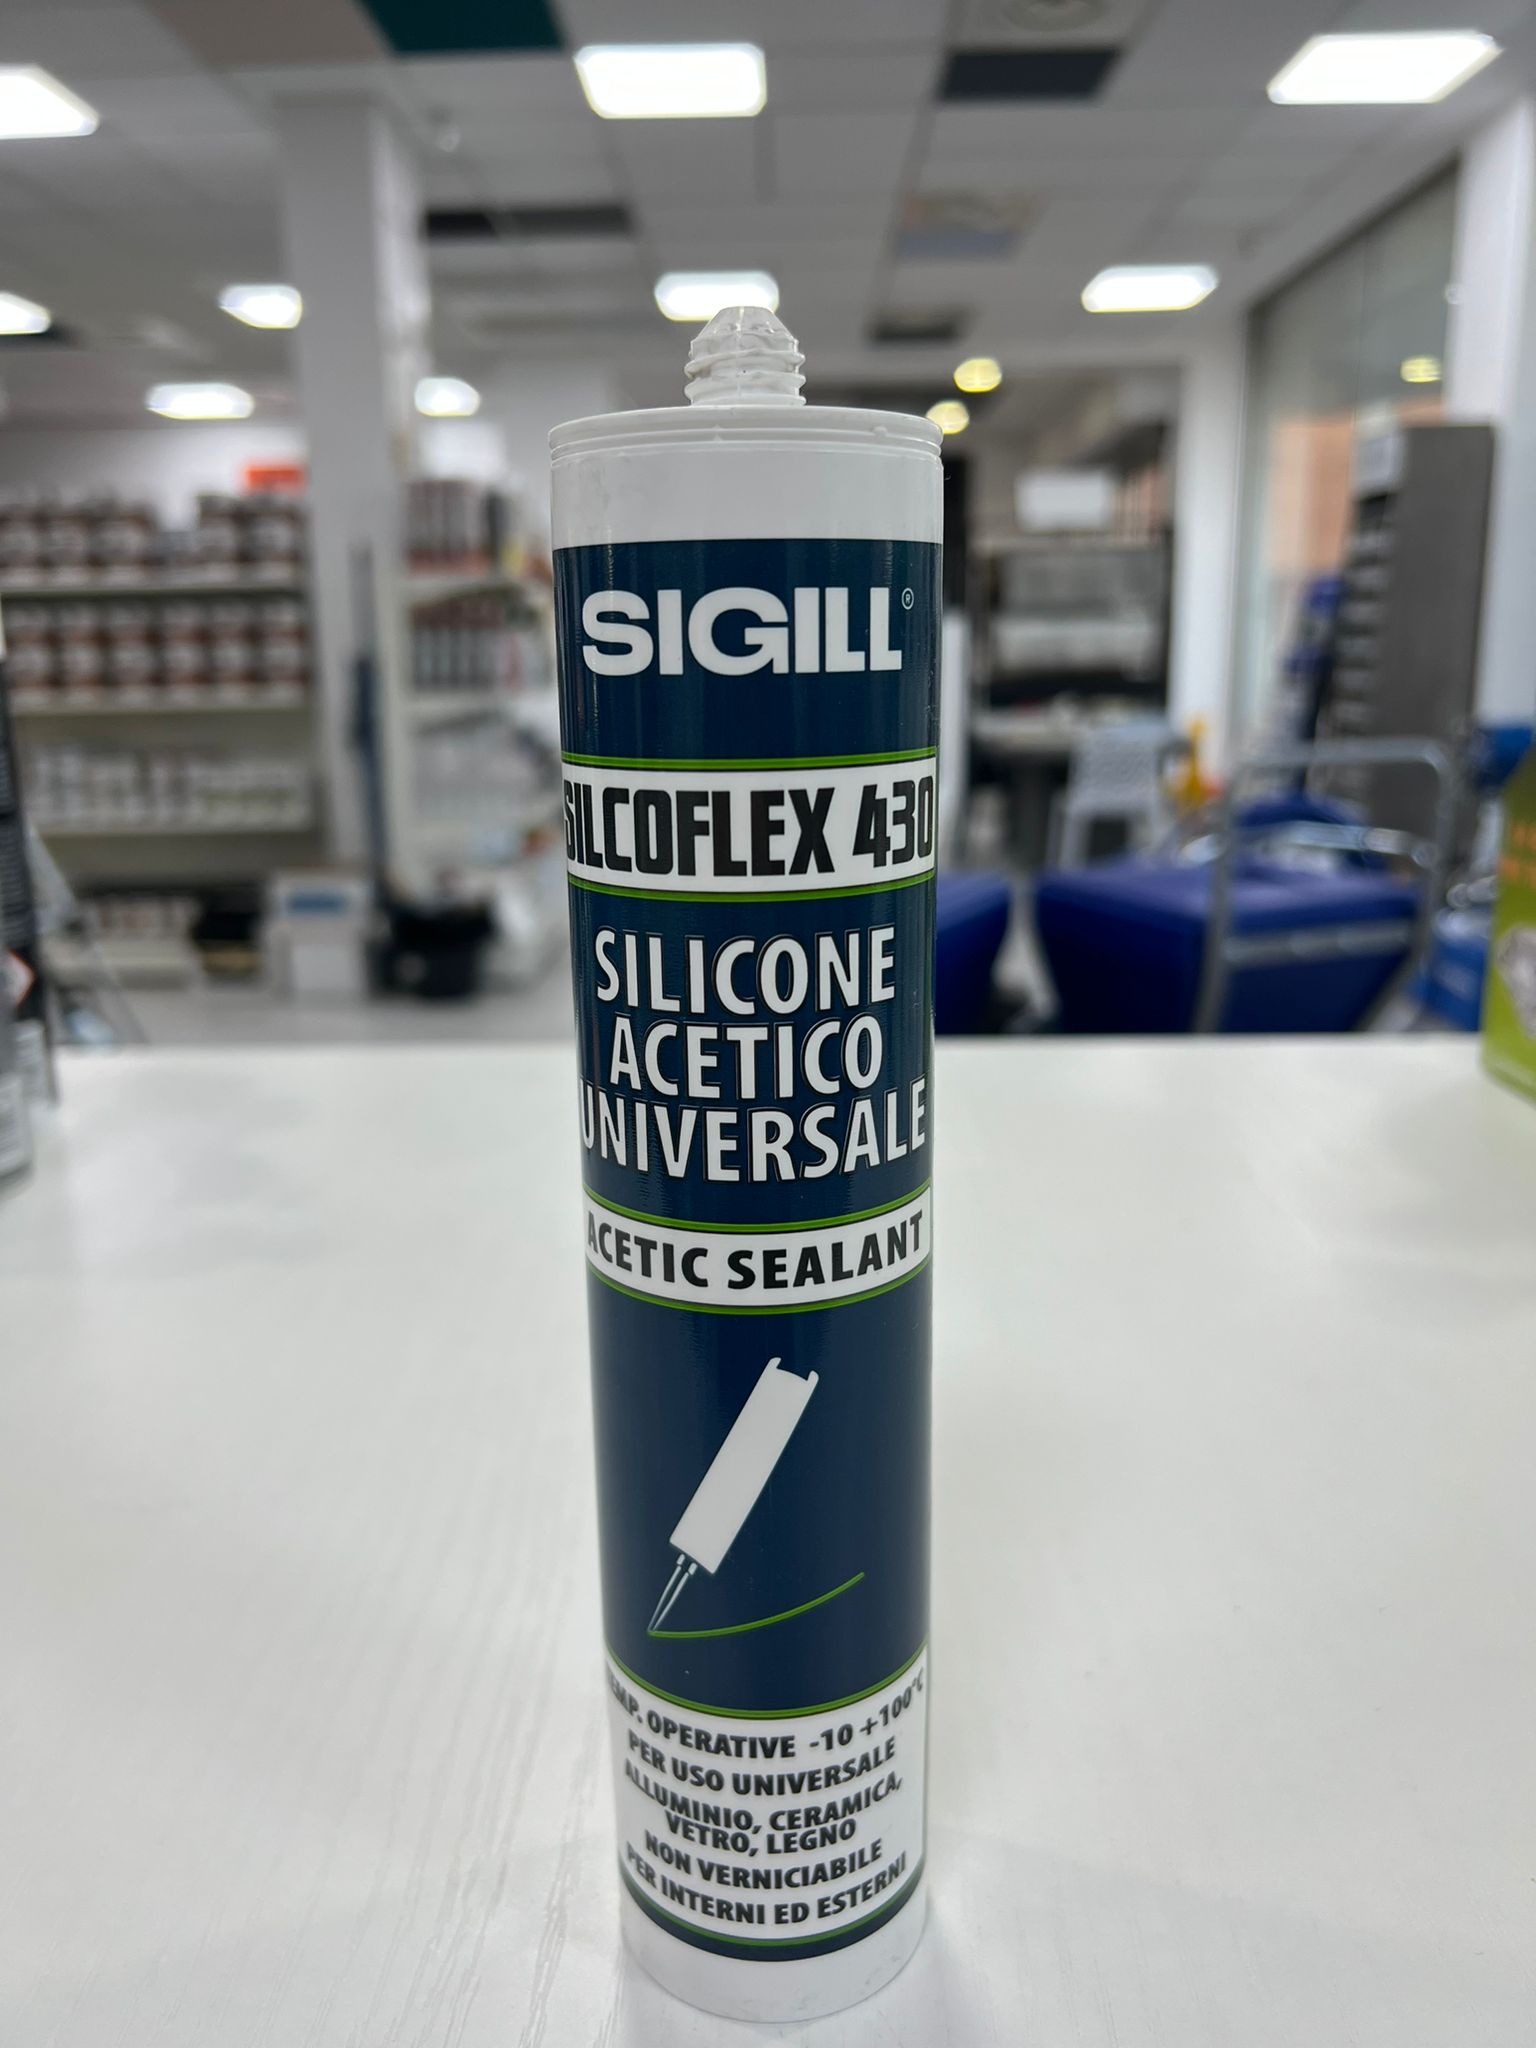 SIGILL®
SILCOFLEX 430
SILICONE
ACETICO
UNIVERSALE
ACETIC SEALANT
TEMP. OPERATIVE -10 +100°C
PER USO UNIVERSALE
ALLUMINIO, CERAMICA,
VETRO, LEGNO
NON VERNICIABILE
PER INTERNI ED ESTERNI